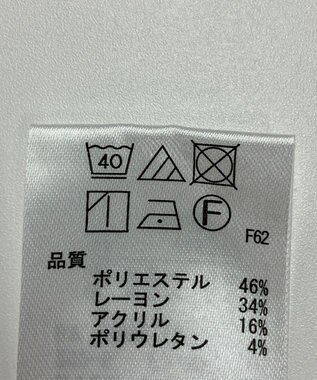 40
F
F62
品質
ポリエステル 46%
レーヨン 34%
アクリル 16%
ポリウレタン 4%